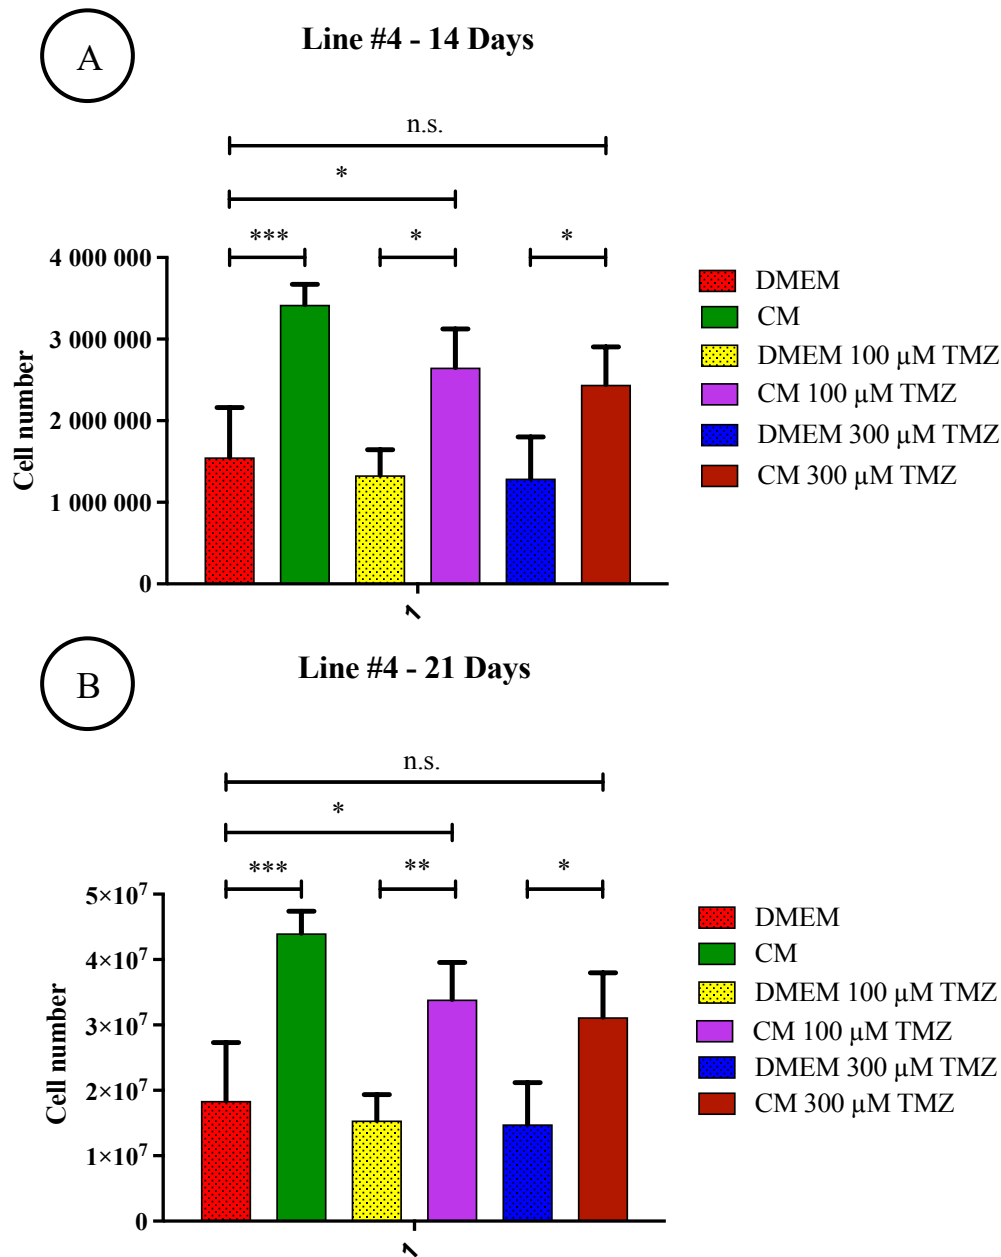 A
Line #4 - 14 Days
n.s.
*
***
*
*
4 000 000
3 000 000
2 000 000
1 000 000
0
Cell number
1
DMEM
CM
DMEM 100 µM TMZ
CM 100 µM TMZ
DMEM 300 µM TMZ
CM 300 µM TMZ
B
Line #4 - 21 Days
n.s.
*
***
**
*
5×10⁷
4×10⁷
3×10⁷
2×10⁷
1×10⁷
0
Cell number
1
DMEM
CM
DMEM 100 µM TMZ
CM 100 µM TMZ
DMEM 300 µM TMZ
CM 300 µM TMZ